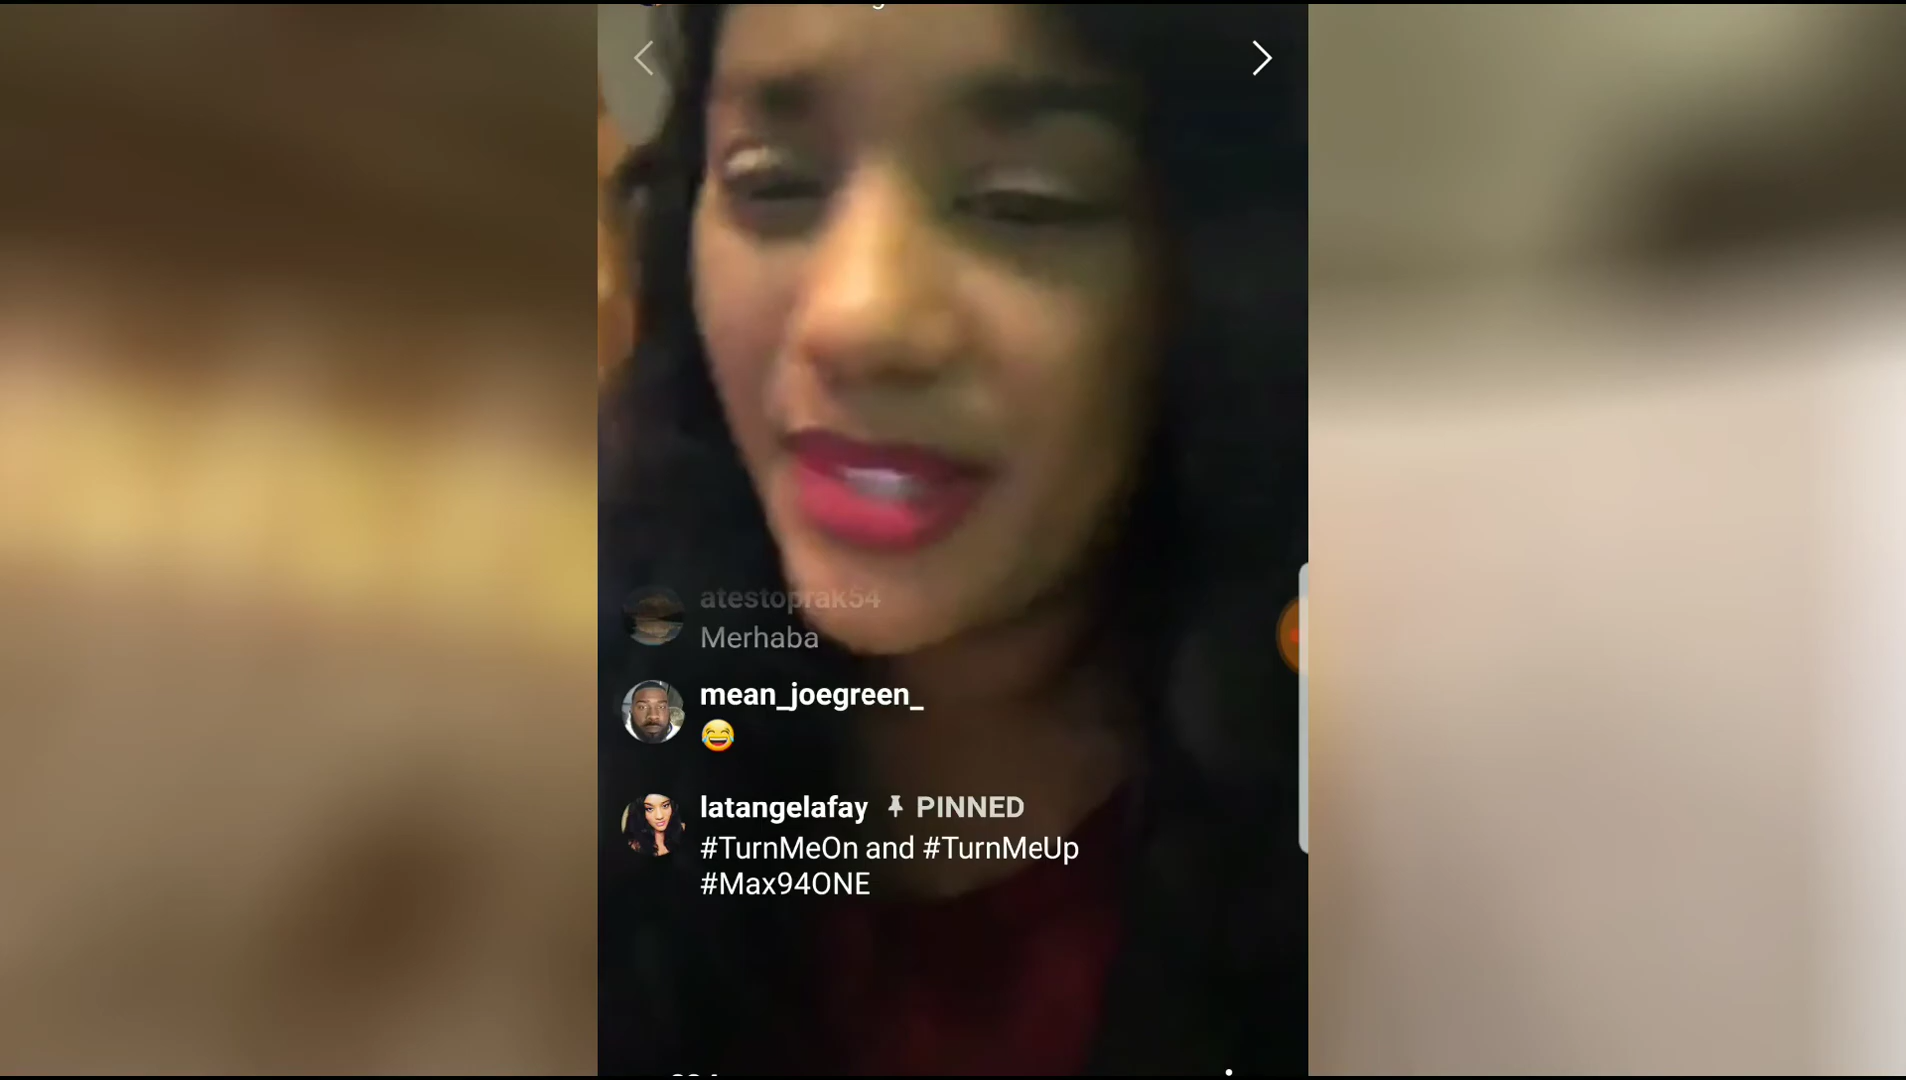 atestoprak54
Merhaba
mean_joegreen_
😂
latangelafay PINNED
#TurnMeOn and #TurnMeUp
#Max94ONE